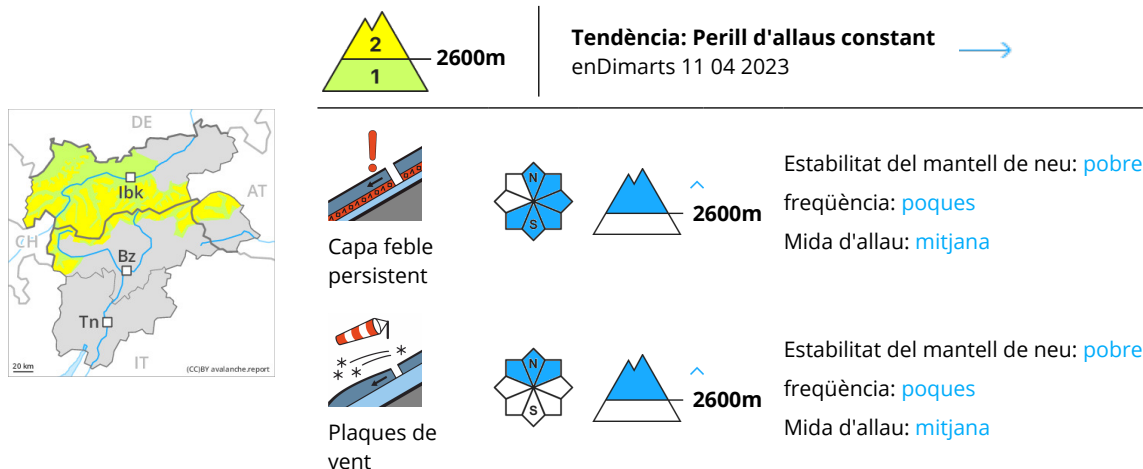 2
1
2600m
Tendència: Perill d'allaus constant
enDimarts 11 04 2023
DE
Ibk
AT
CH
Bz
Tn
IT
20 km
(CC)BY avalanche.report
Capa feble
persistent
N
S
2600m
Estabilitat del mantell de neu: pobre
freqüència: poques
Mida d'allau: mitjana
Plaques de
vent
N
S
2600m
Estabilitat del mantell de neu: pobre
freqüència: poques
Mida d'allau: mitjana